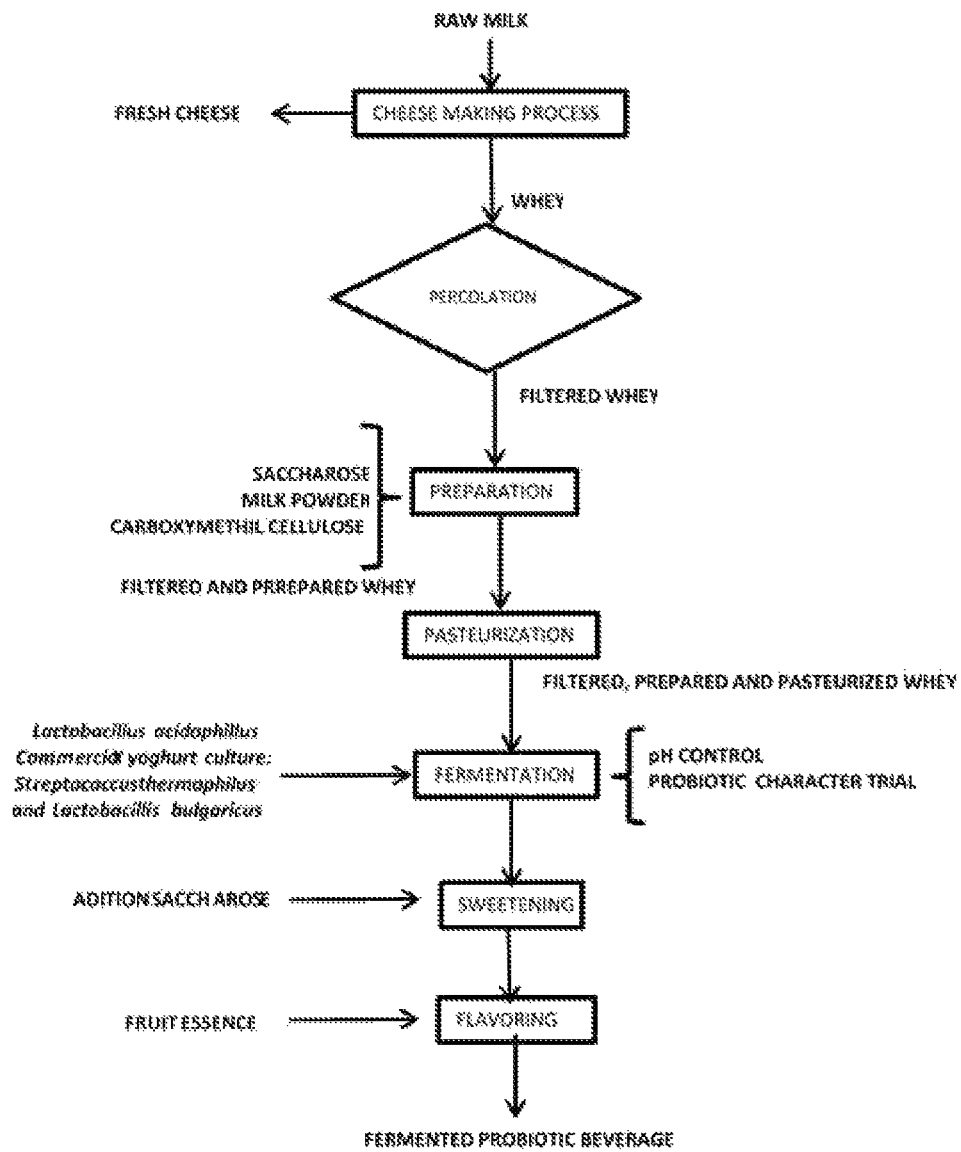 RAW MILK
FRESH CHEESE
CHEESE MAKING PROCESS
WHEY
PERCOLATION
FILTERED WHEY
SACCHAROSE
MILK POWDER
CARBOXYMETHIL CELLULOSE
PREPARATION
FILTERED AND PRREPARED WHEY
PASTEURIZATION
FILTERED, PREPARED AND PASTEURIZED WHEY
Lactobacillius acidophillus
Commercial yoghurt culture:
Streptococcusthermophilus
and Lactobacillis bulgaricus
FERMENTATION
pH CONTROL
PROBIOTIC CHARACTER TRIAL
ADITION SACCH AROSE
SWEETENING
FRUIT ESSENCE
FLAVORING
FERMENTED PROBIOTIC BEVERAGE